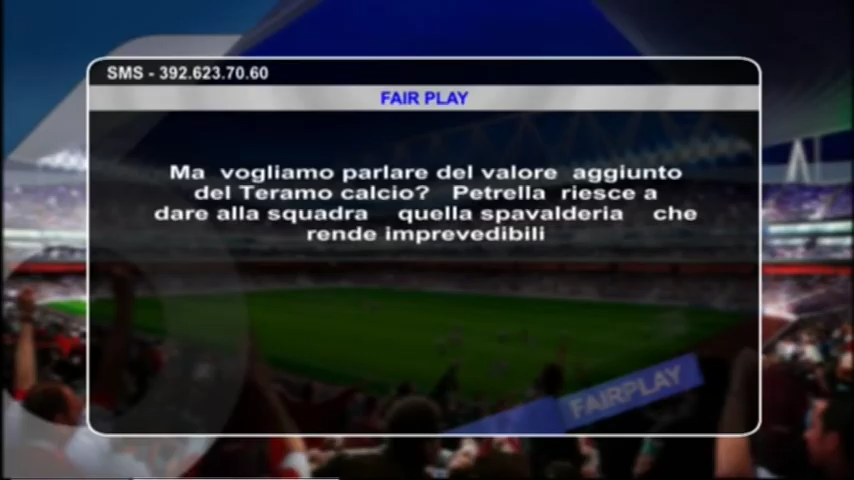 SMS - 392.623.70.60
FAIR PLAY
Ma vogliamo parlare del valore aggiunto
del Teramo calcio? Petrella riesce a
dare alla squadra quella spavalderia che
rende imprevedibili
FAIRPLAY